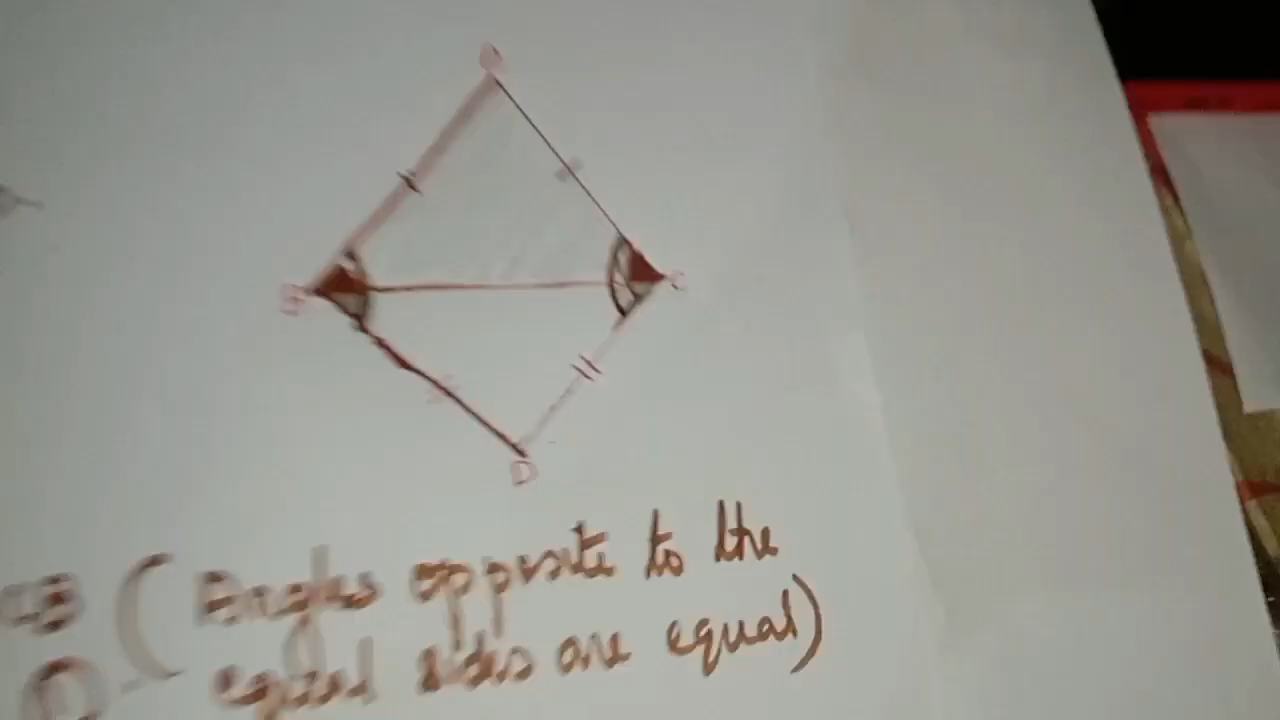 B
C
D
(Angles opposite to the
equal sides are equal)